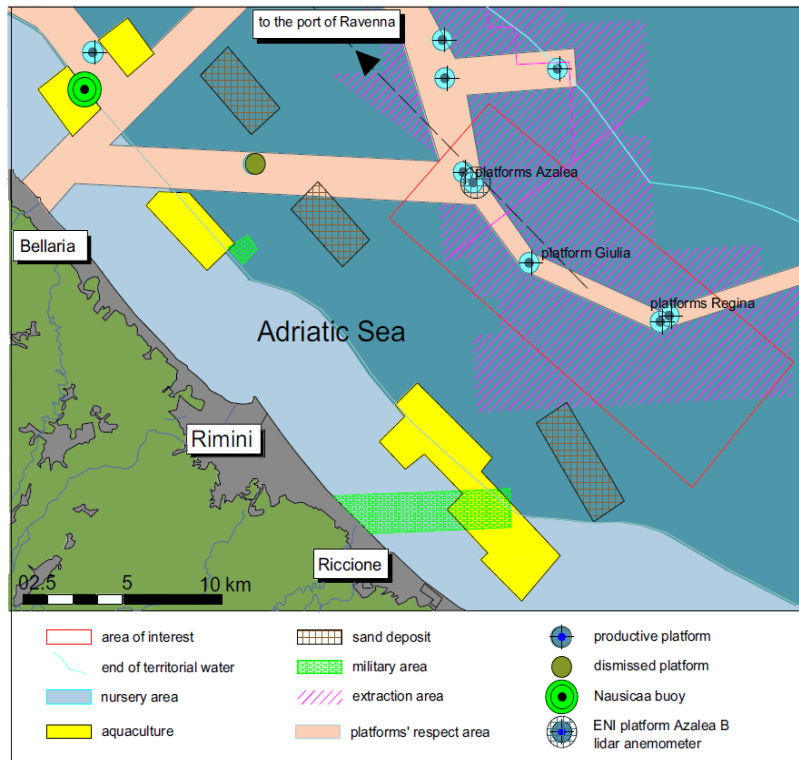 to the port of Ravenna
platforms Azalea
Bellaria
platform Giulia
platforms Regina
Adriatic Sea
Rimini
Riccione
02.5 5 10 km
area of interest
sand deposit
productive platform
end of territorial water
military area
dismissed platform
nursery area
extraction area
Nausicaa buoy
aquaculture
platforms' respect area
ENI platform Azalea B
lidar anemometer